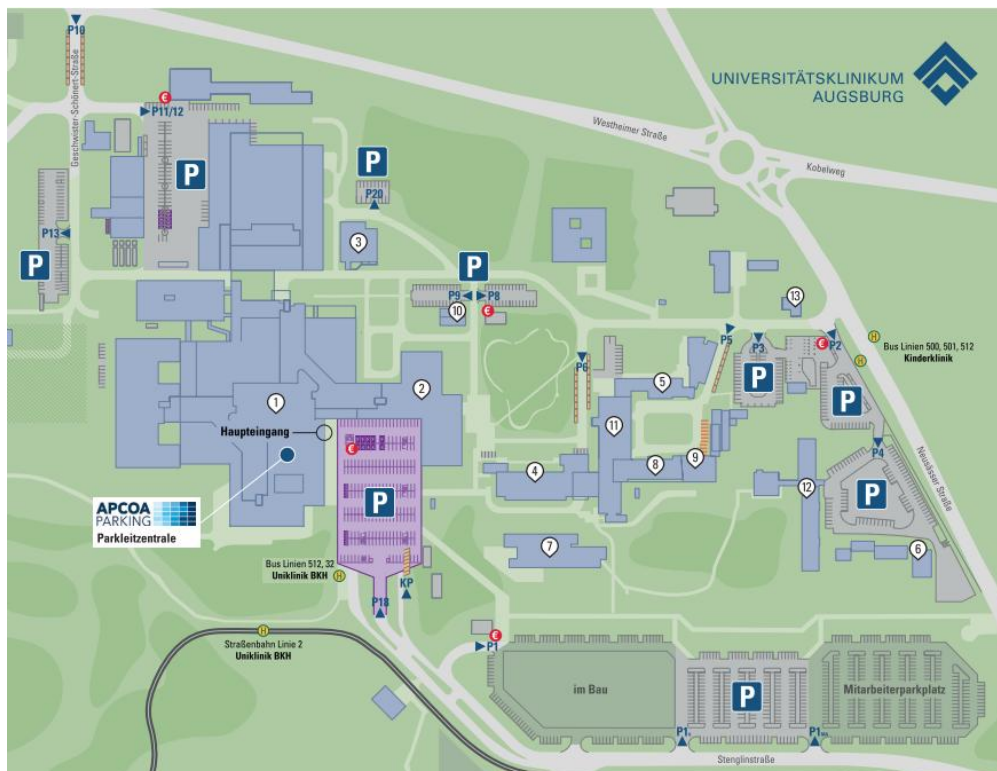 P10
Geschwister-Schönert-Straße
€
P11/12
P
P
P20
P13
P
3
UNIVERSITÄTSKLINIKUM
AUGSBURG
Westheimer Straße
Kobelweg
P
P9
P8
10
€
13
P5
P3
€
P2
H
Bus Linien 500, 501, 512
Kinderklinik
H
P6
P
P
5
1
2
11
Haupteingang
€
P
4
8
9
P4
Neusässer Straße
12
P
APCOA
PARKING
Parkleitzentrale
7
6
Bus Linien 512, 32
Uniklinik BKH
H
KP
P18
H
Straßenbahn Linie 2
Uniklinik BKH
€
P1
im Bau
P
Mitarbeiterparkplatz
P1
P1
Stenglinstraße